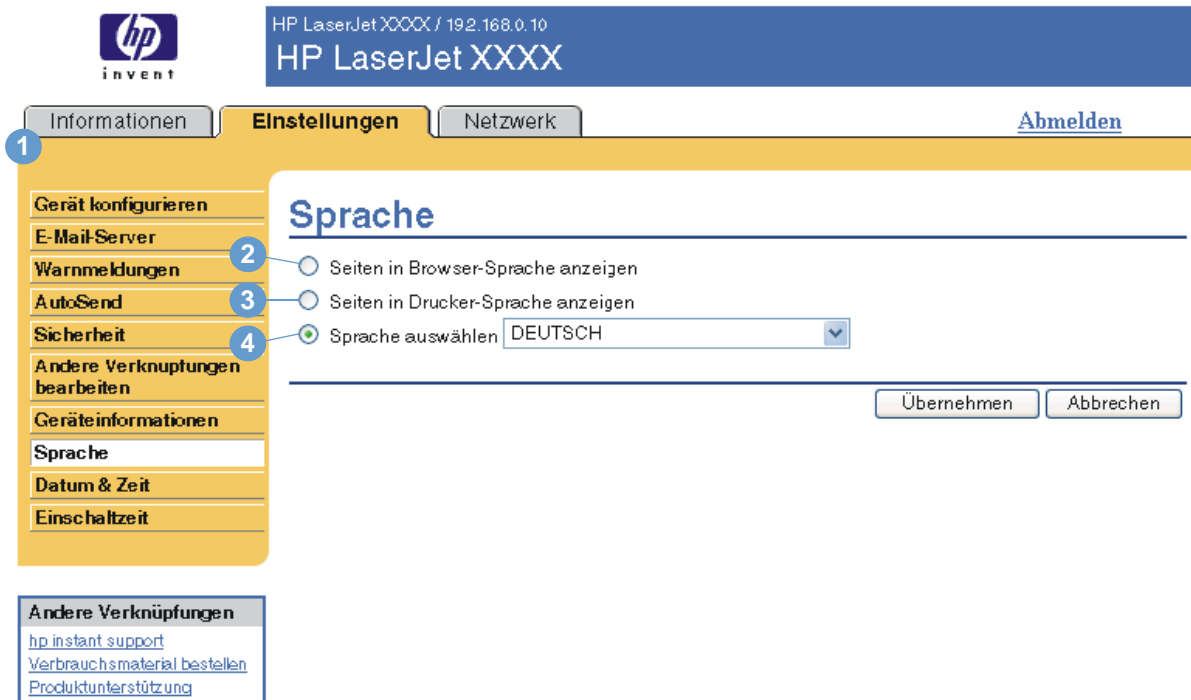 hp
invent
HP LaserJet XXXX / 192.168.0.10
HP LaserJet XXXX
Informationen
Einstellungen
Netzwerk
Abmelden
1
Gerät konfigurieren
E-Mail-Server
Warnmeldungen
AutoSend
Sicherheit
Andere Verknüpfungen
bearbeiten
Geräteinformationen
Sprache
Datum & Zeit
Einschaltzeit
Sprache
2
Seiten in Browser-Sprache anzeigen
3
Seiten in Drucker-Sprache anzeigen
4
Sprache auswählen DEUTSCH
Übernehmen Abbrechen
Andere Verknüpfungen
hp instant support
Verbrauchsmaterial bestellen
Produktunterstützung